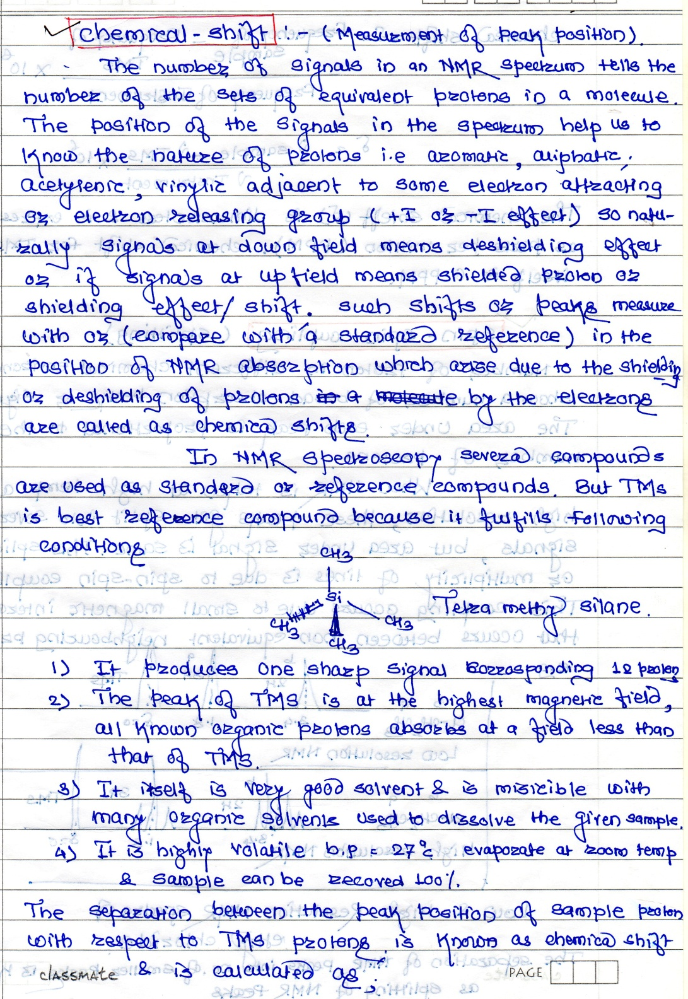 ✓ Chemical - shift :- (Measurment of Peak position).
The number of signals in an NMR spectrum tells the
number of the sets of equivalent protons in a molecule.
The position of the signals in the spectrum help us to
know the nature of protons i.e aromatic, aliphatic,
acetylenic, vinylic adjacent to some electron attracting
or electron releasing group (+I or -I effect) so natu-
rally signals at down field means deshielding effect
or if signals at up field means shielded proton or
shielding effect/ shift. such shifts or peaks measure
with or (compare with a standard reference) in the
position of NMR absorption which arise due to the shielding
or deshielding of protons in a molecule by the electrons
are called as chemical shifts.
In NMR spectroscopy several compounds
are used as standard or reference compounds. But TMS
is best reference compound because it fulfills following
conditions
CH3
Si
CH3 CH3
CH3
Tetra methyl silane.
1) It produces one sharp signal corrosponding 12 proton
2) The peak of TMS is at the highest magnetic field,
all known organic protons absorbs at a field less than
that of TMS.
3) It itself is very good solvent & is misicible with
many organic solvents used to dissolve the given sample.
4) It is highly volatile b.p = 27°c evaporate at room temp
& sample can be recoved 100%.
The separation between the peak position of sample proton
with respect to TMS protons is known as chemical shift
& is calculated as;
classmate PAGE